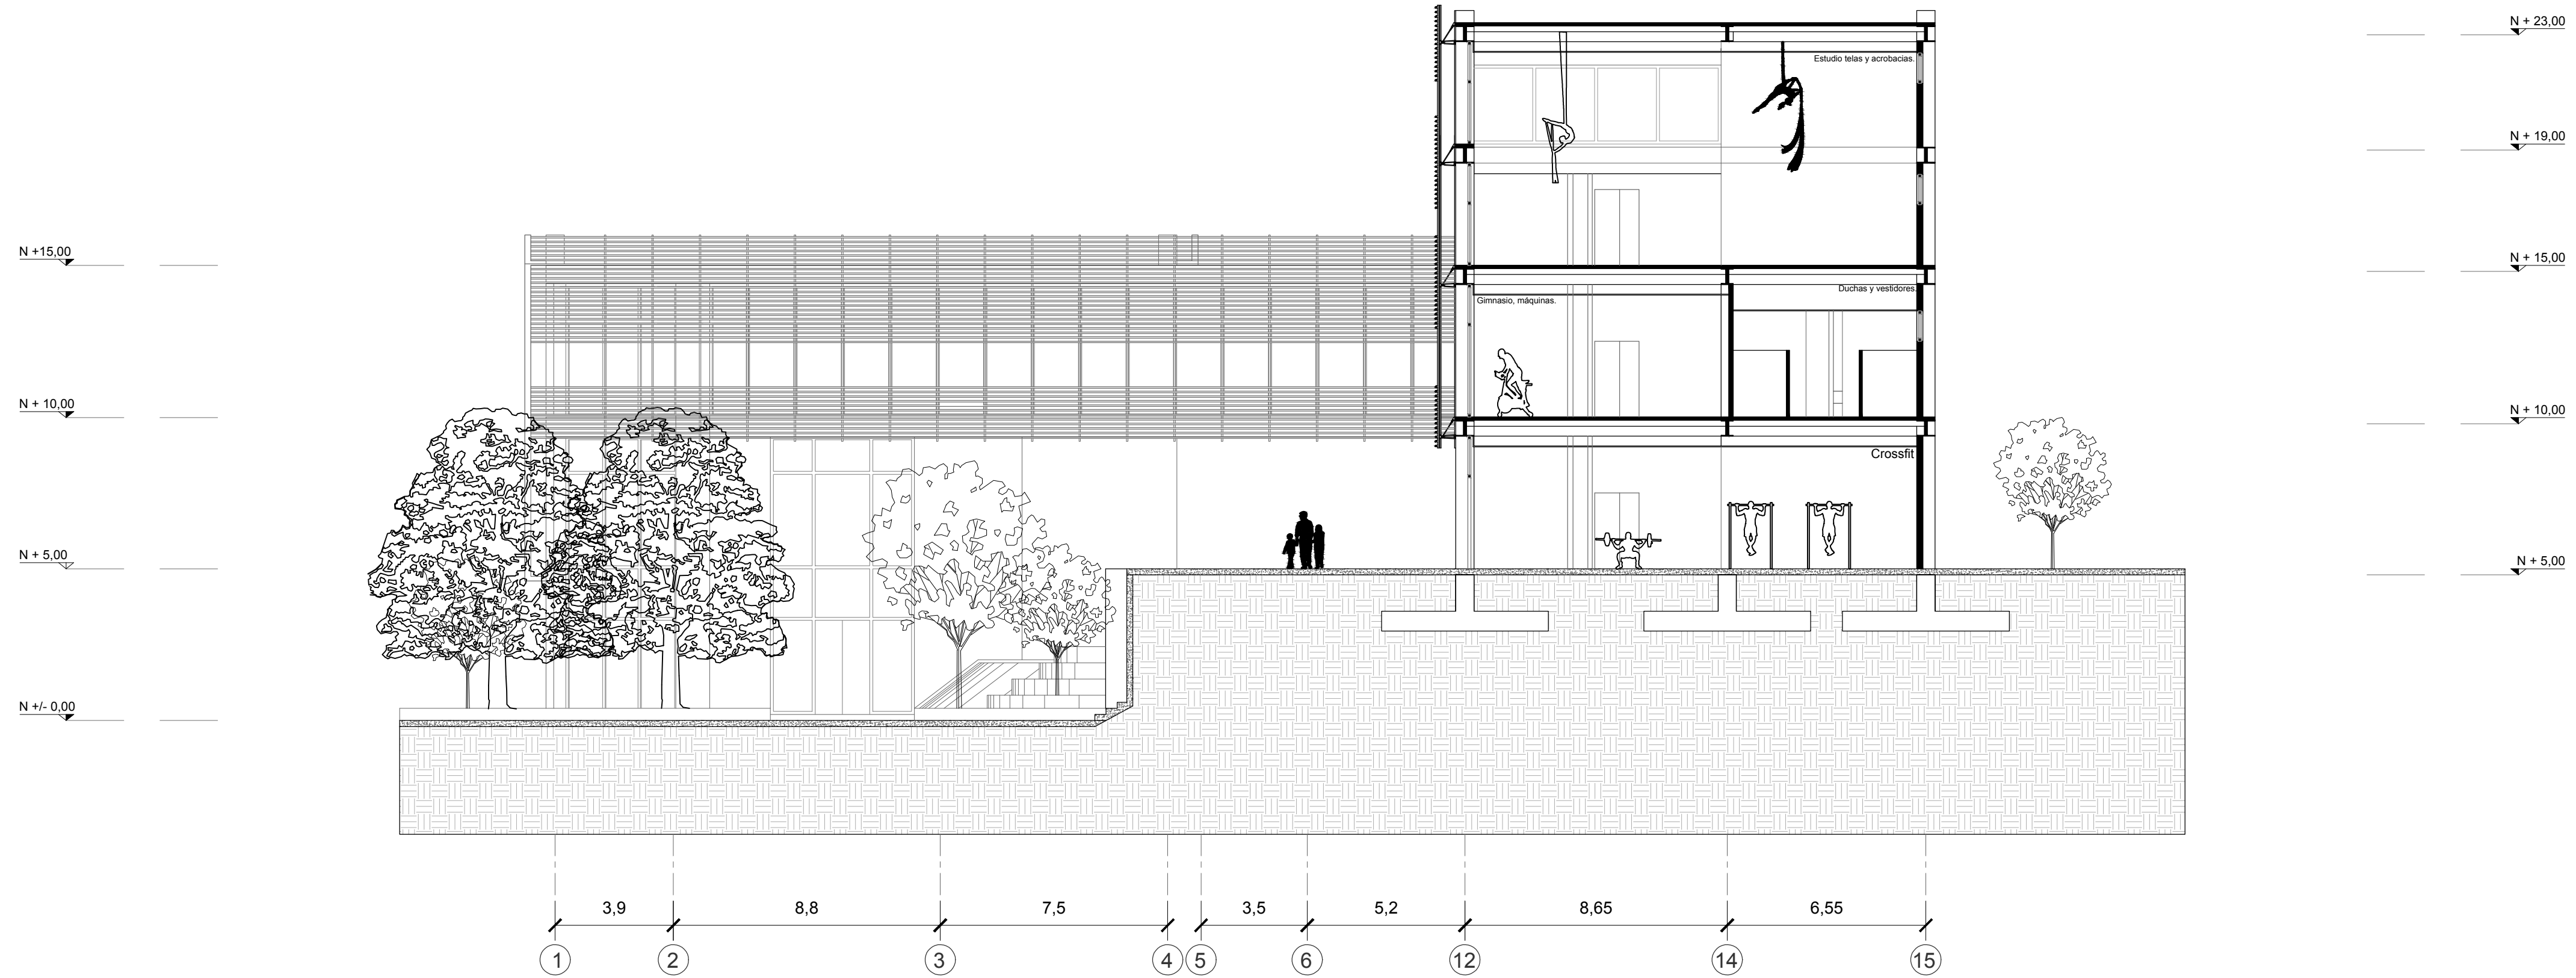 N + 23,00
Estudio telas y acrobacias.
N + 19,00
N +15,00
N + 15,00
Duchas y vestidores.
Gimnasio, máquinas.
N + 10,00
N + 10,00
Crossfit
N + 5,00
N + 5,00
N +/- 0,00
3,9 8,8 7,5 3,5 5,2 8,65 6,55
1 2 3 4 5 6 12 14 15